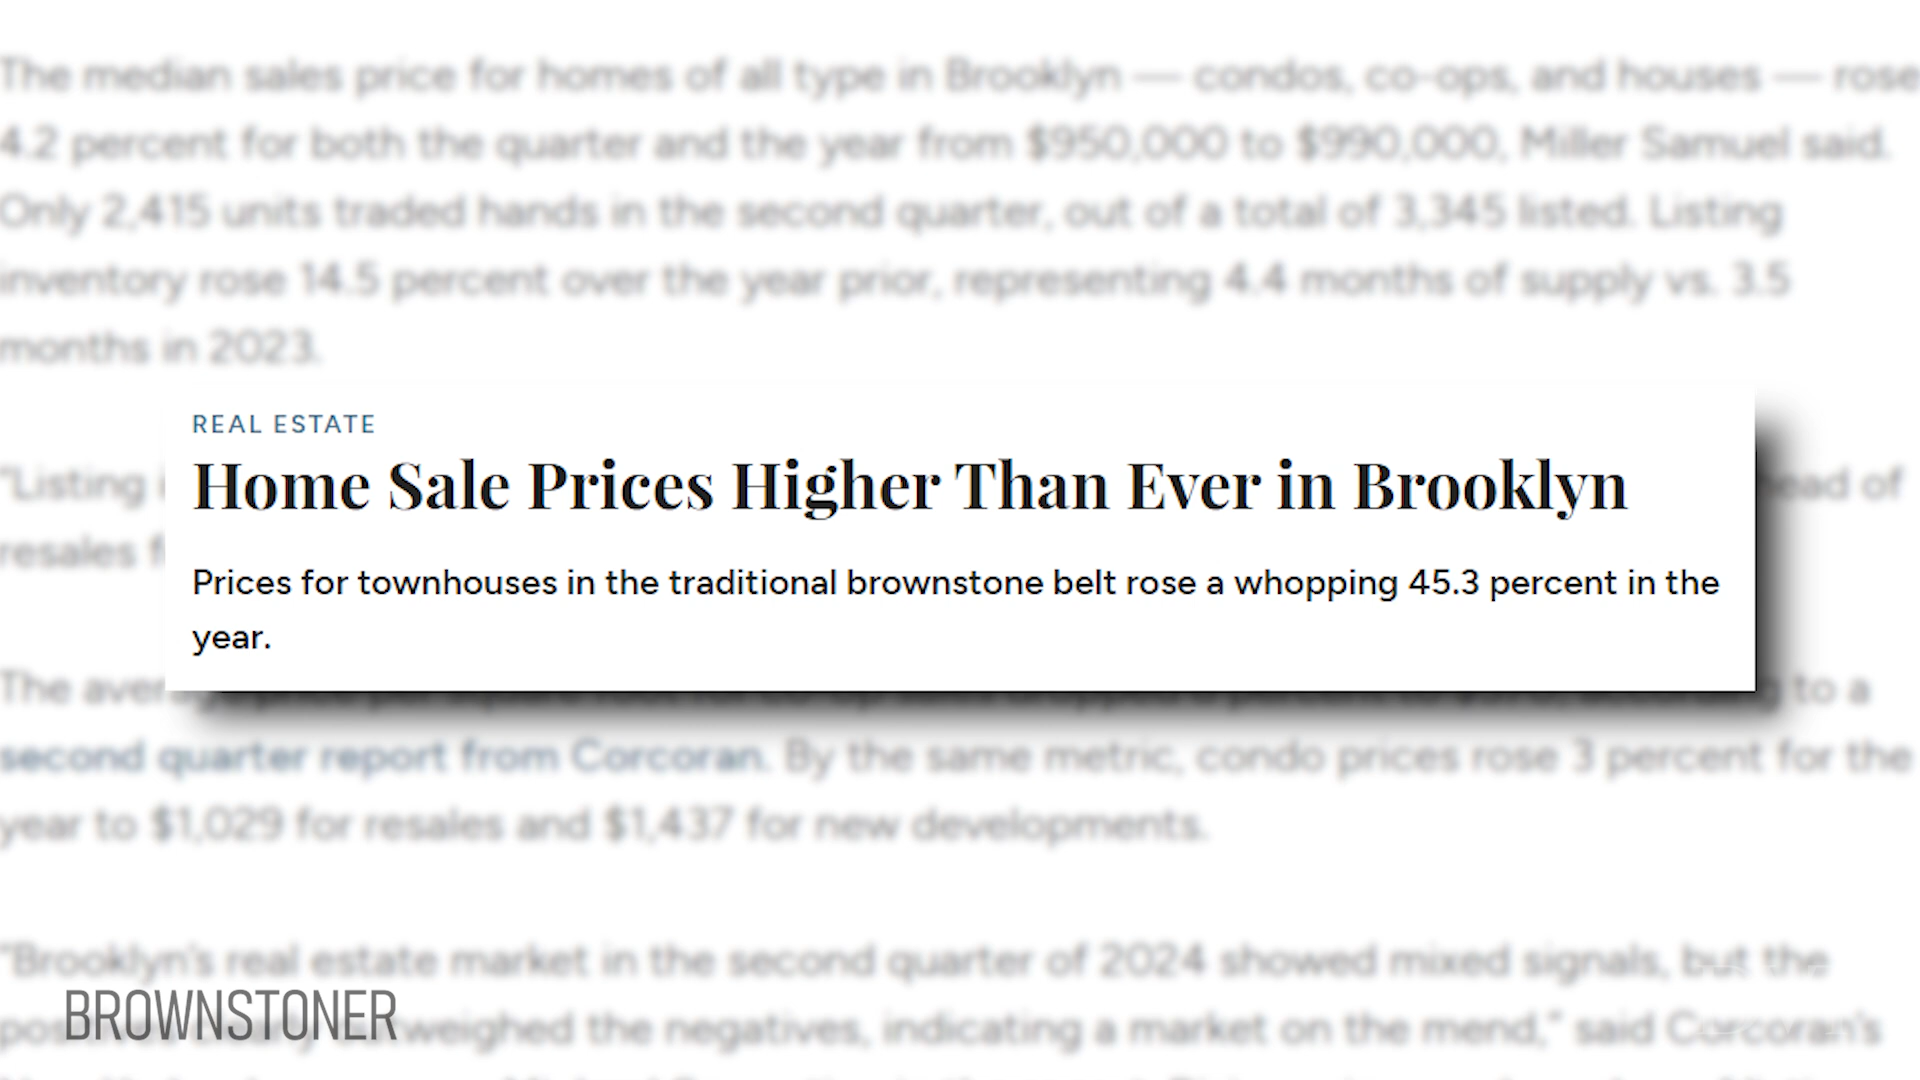 The median sales price for homes of all type in Brooklyn — condos, co-ops, and houses — rose
4.2 percent for both the quarter and the year from $950,000 to $990,000, Miller Samuel said.
Only 2,415 units traded hands in the second quarter, out of a total of 3,345 listed. Listing
inventory rose 14.5 percent over the year prior, representing 4.4 months of supply vs. 3.5
months in 2023.
REAL ESTATE
Home Sale Prices Higher Than Ever in Brooklyn
Prices for townhouses in the traditional brownstone belt rose a whopping 45.3 percent in the
year.
"Listing
of
resales
The
to a
second quarter report from Corcoran. By the same metric, condo prices rose 3 percent for the
year to $1,029 for resales and $1,437 for new developments.
"Brooklyn's real estate market in the second quarter of 2024 showed mixed signals, but the
weighed the negatives, indicating a market on the mend," said Corcoran's
BROWNSTONER